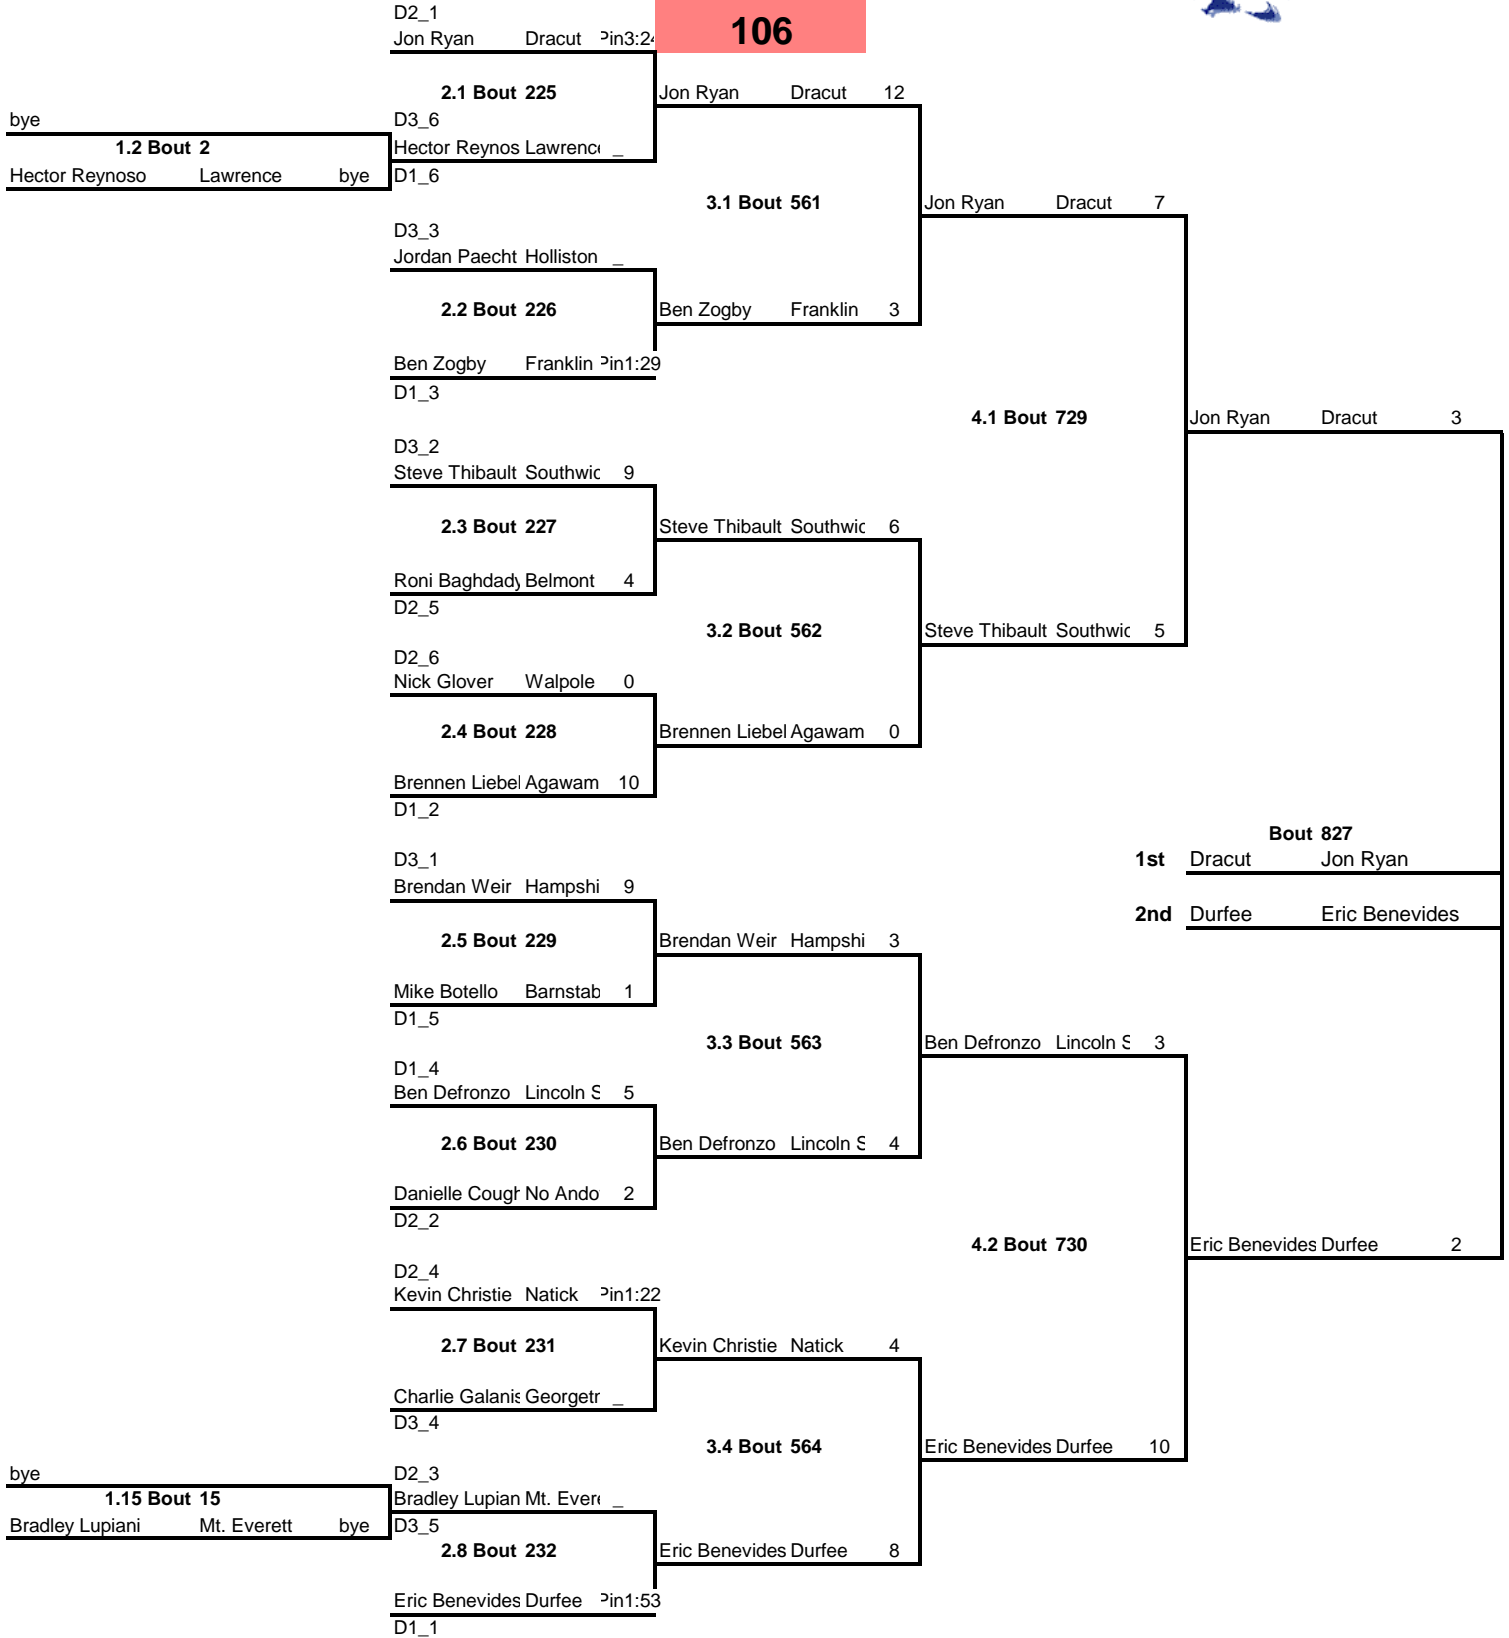 D2_1
106
Jon Ryan Dracut Pin3:24
2.1 Bout 225 Jon Ryan Dracut 12
bye D3_6
1.2 Bout 2 Hector Reynos Lawrence _
Hector Reynoso Lawrence bye D1_6
3.1 Bout 561 Jon Ryan Dracut 7
D3_3
Jordan Paecht Holliston _
2.2 Bout 226 Ben Zogby Franklin 3
Ben Zogby Franklin Pin1:29
D1_3
4.1 Bout 729 Jon Ryan Dracut 3
D3_2
Steve Thibault Southwic 9
2.3 Bout 227 Steve Thibault Southwic 6
Roni Baghdady Belmont 4
D2_5
3.2 Bout 562 Steve Thibault Southwic 5
D2_6
Nick Glover Walpole 0
2.4 Bout 228 Brennen Liebel Agawam 0
Brennen Liebel Agawam 10
D1_2
Bout 827
D3_1 1st Dracut Jon Ryan
Brendan Weir Hampshi 9
2nd Durfee Eric Benevides
2.5 Bout 229 Brendan Weir Hampshi 3
Mike Botello Barnstab 1
D1_5
3.3 Bout 563 Ben Defronzo Lincoln S 3
D1_4
Ben Defronzo Lincoln S 5
2.6 Bout 230 Ben Defronzo Lincoln S 4
Danielle Cough No Ando 2
D2_2
4.2 Bout 730 Eric Benevides Durfee 2
D2_4
Kevin Christie Natick Pin1:22
2.7 Bout 231 Kevin Christie Natick 4
Charlie Galanis Georget _
D3_4
3.4 Bout 564 Eric Benevides Durfee 10
bye D2_3
1.15 Bout 15 Bradley Lupian Mt. Evere _
Bradley Lupiani Mt. Everett bye D3_5
2.8 Bout 232 Eric Benevides Durfee 8
Eric Benevides Durfee Pin1:53
D1_1